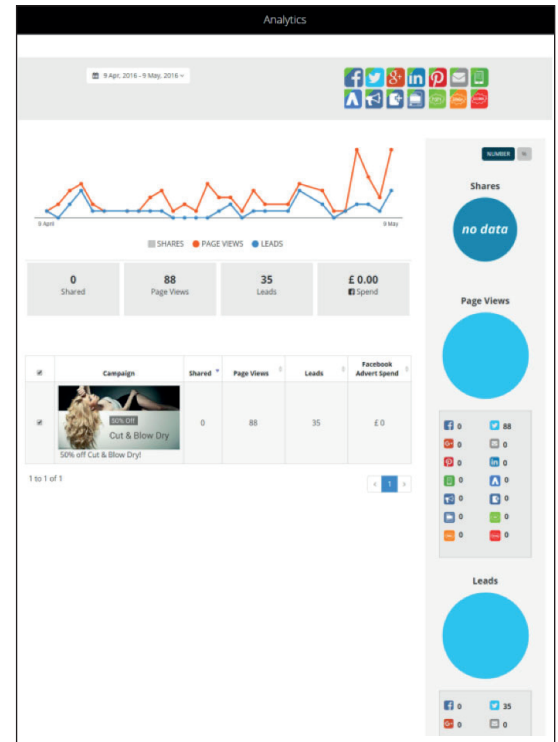 Analytics
9 Apr, 2016 - 9 May, 2016
NUMBER %
Shares
no data
9 April
9 May
SHARES PAGE VIEWS LEADS
0
Shared
88
Page Views
35
Leads
£ 0.00
Spend
Page Views
Campaign Shared Page Views Leads Facebook Advert Spend
50% Off
Cut & Blow Dry
50% off Cut & Blow Dry!
0 88 35 £ 0
1 to 1 of 1
‹ 1 ›
0 88
0 0
0 0
0 0
0 0
0 0
0 0
Leads
0 35
0 0